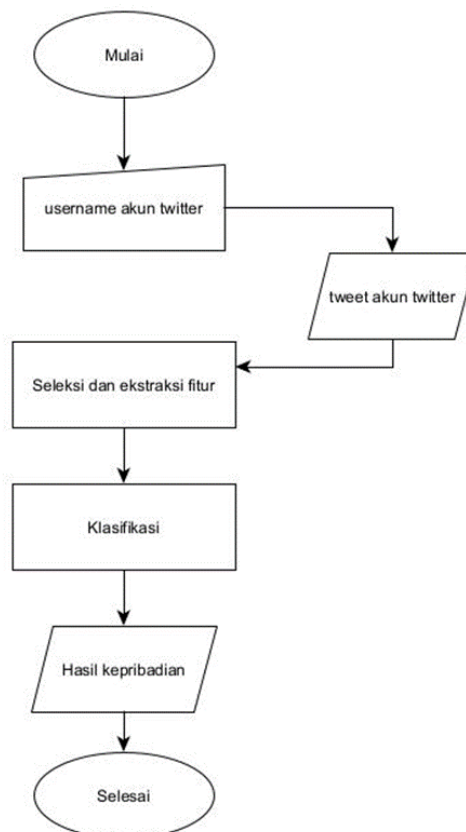 Mulai
username akun twitter
tweet akun twitter
Seleksi dan ekstraksi fitur
Klasifikasi
Hasil kepribadian
Selesai